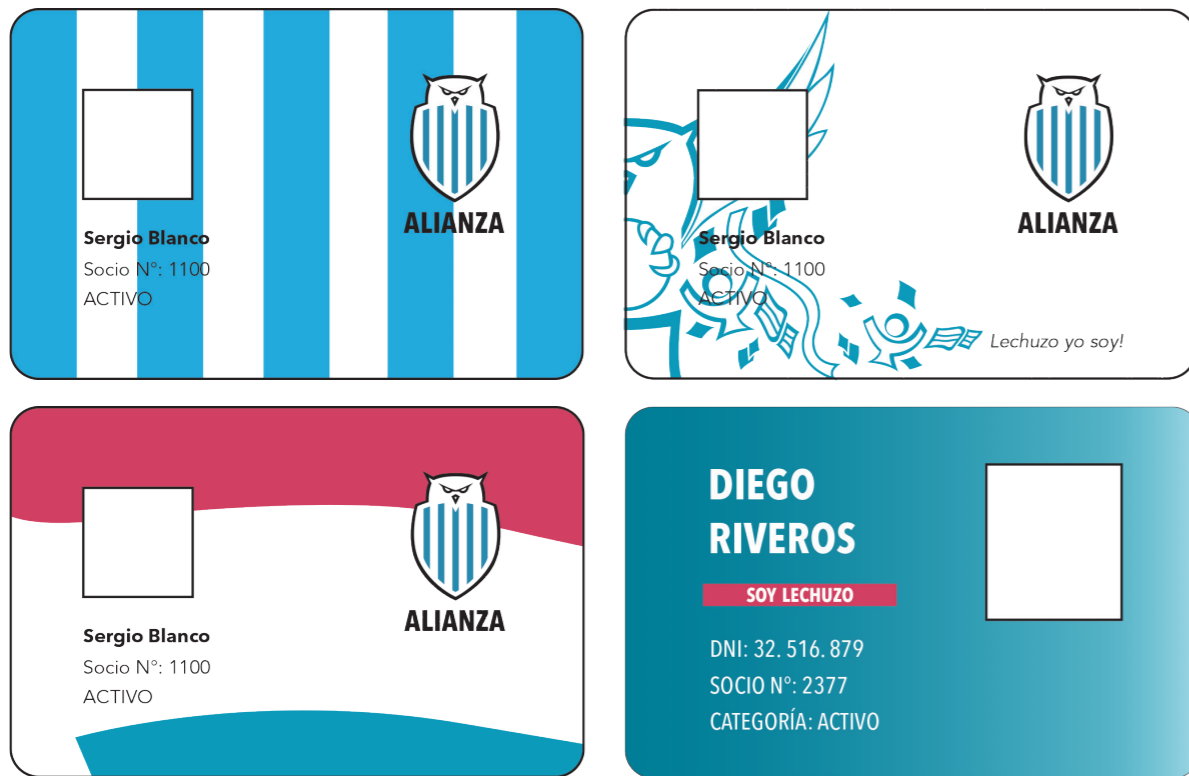 ALIANZA
Sergio Blanco
Socio N°: 1100
ACTIVO
ALIANZA
Sergio Blanco
Socio N°: 1100
ACTIVO
Lechuzo yo soy!
ALIANZA
Sergio Blanco
Socio N°: 1100
ACTIVO
DIEGO
RIVEROS
SOY LECHUZO
DNI: 32. 516. 879
SOCIO N°: 2377
CATEGORÍA: ACTIVO